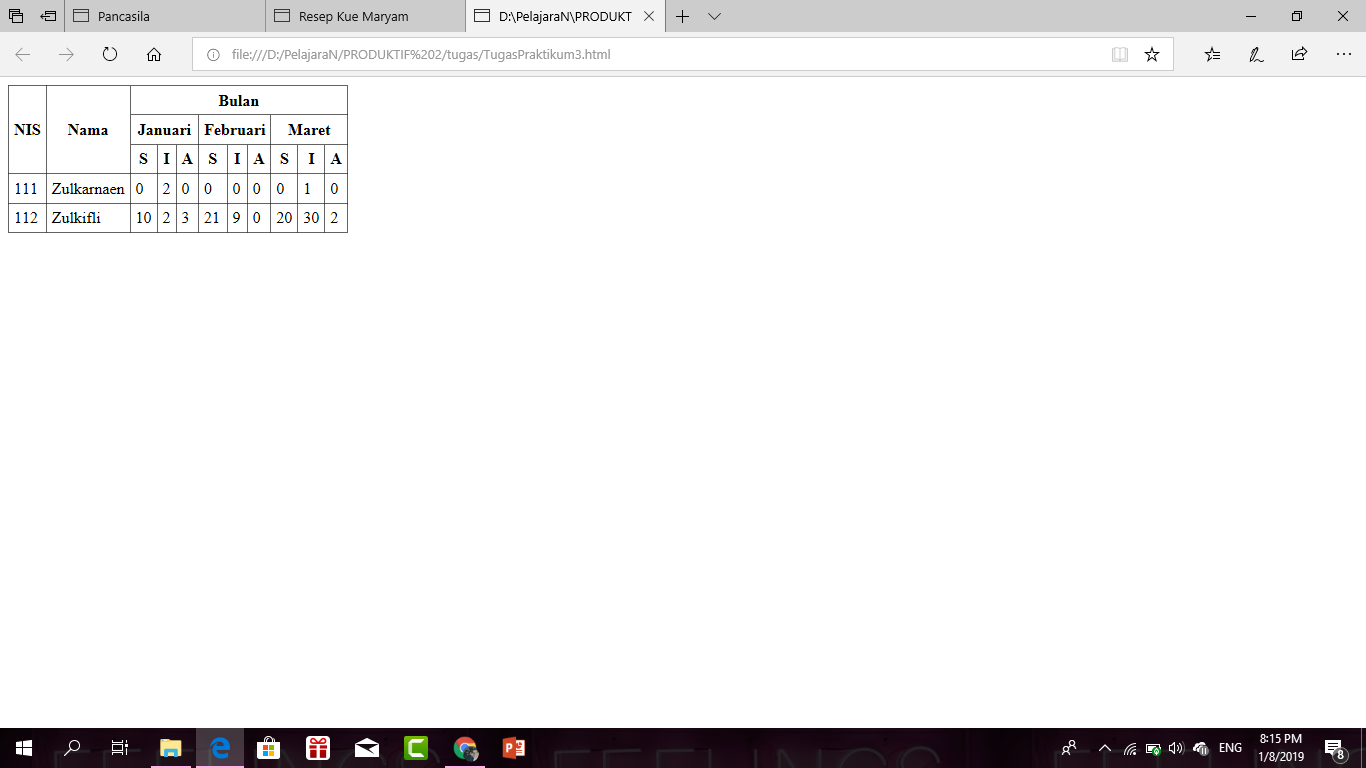 Pancasila
Resep Kue Maryam
D:\PelajaraN\PRODUKT
file:///D:/PelajaraN/PRODUKTIF%202/tugas/TugasPraktikum3.html
NIS Nama Bulan
Januari Februari Maret
S I A S I A S I A
111 Zulkarnaen 0 2 0 0 0 0 0 1 0
112 Zulkifli 10 2 3 21 9 0 20 30 2
ENG
8:15 PM
1/8/2019
8